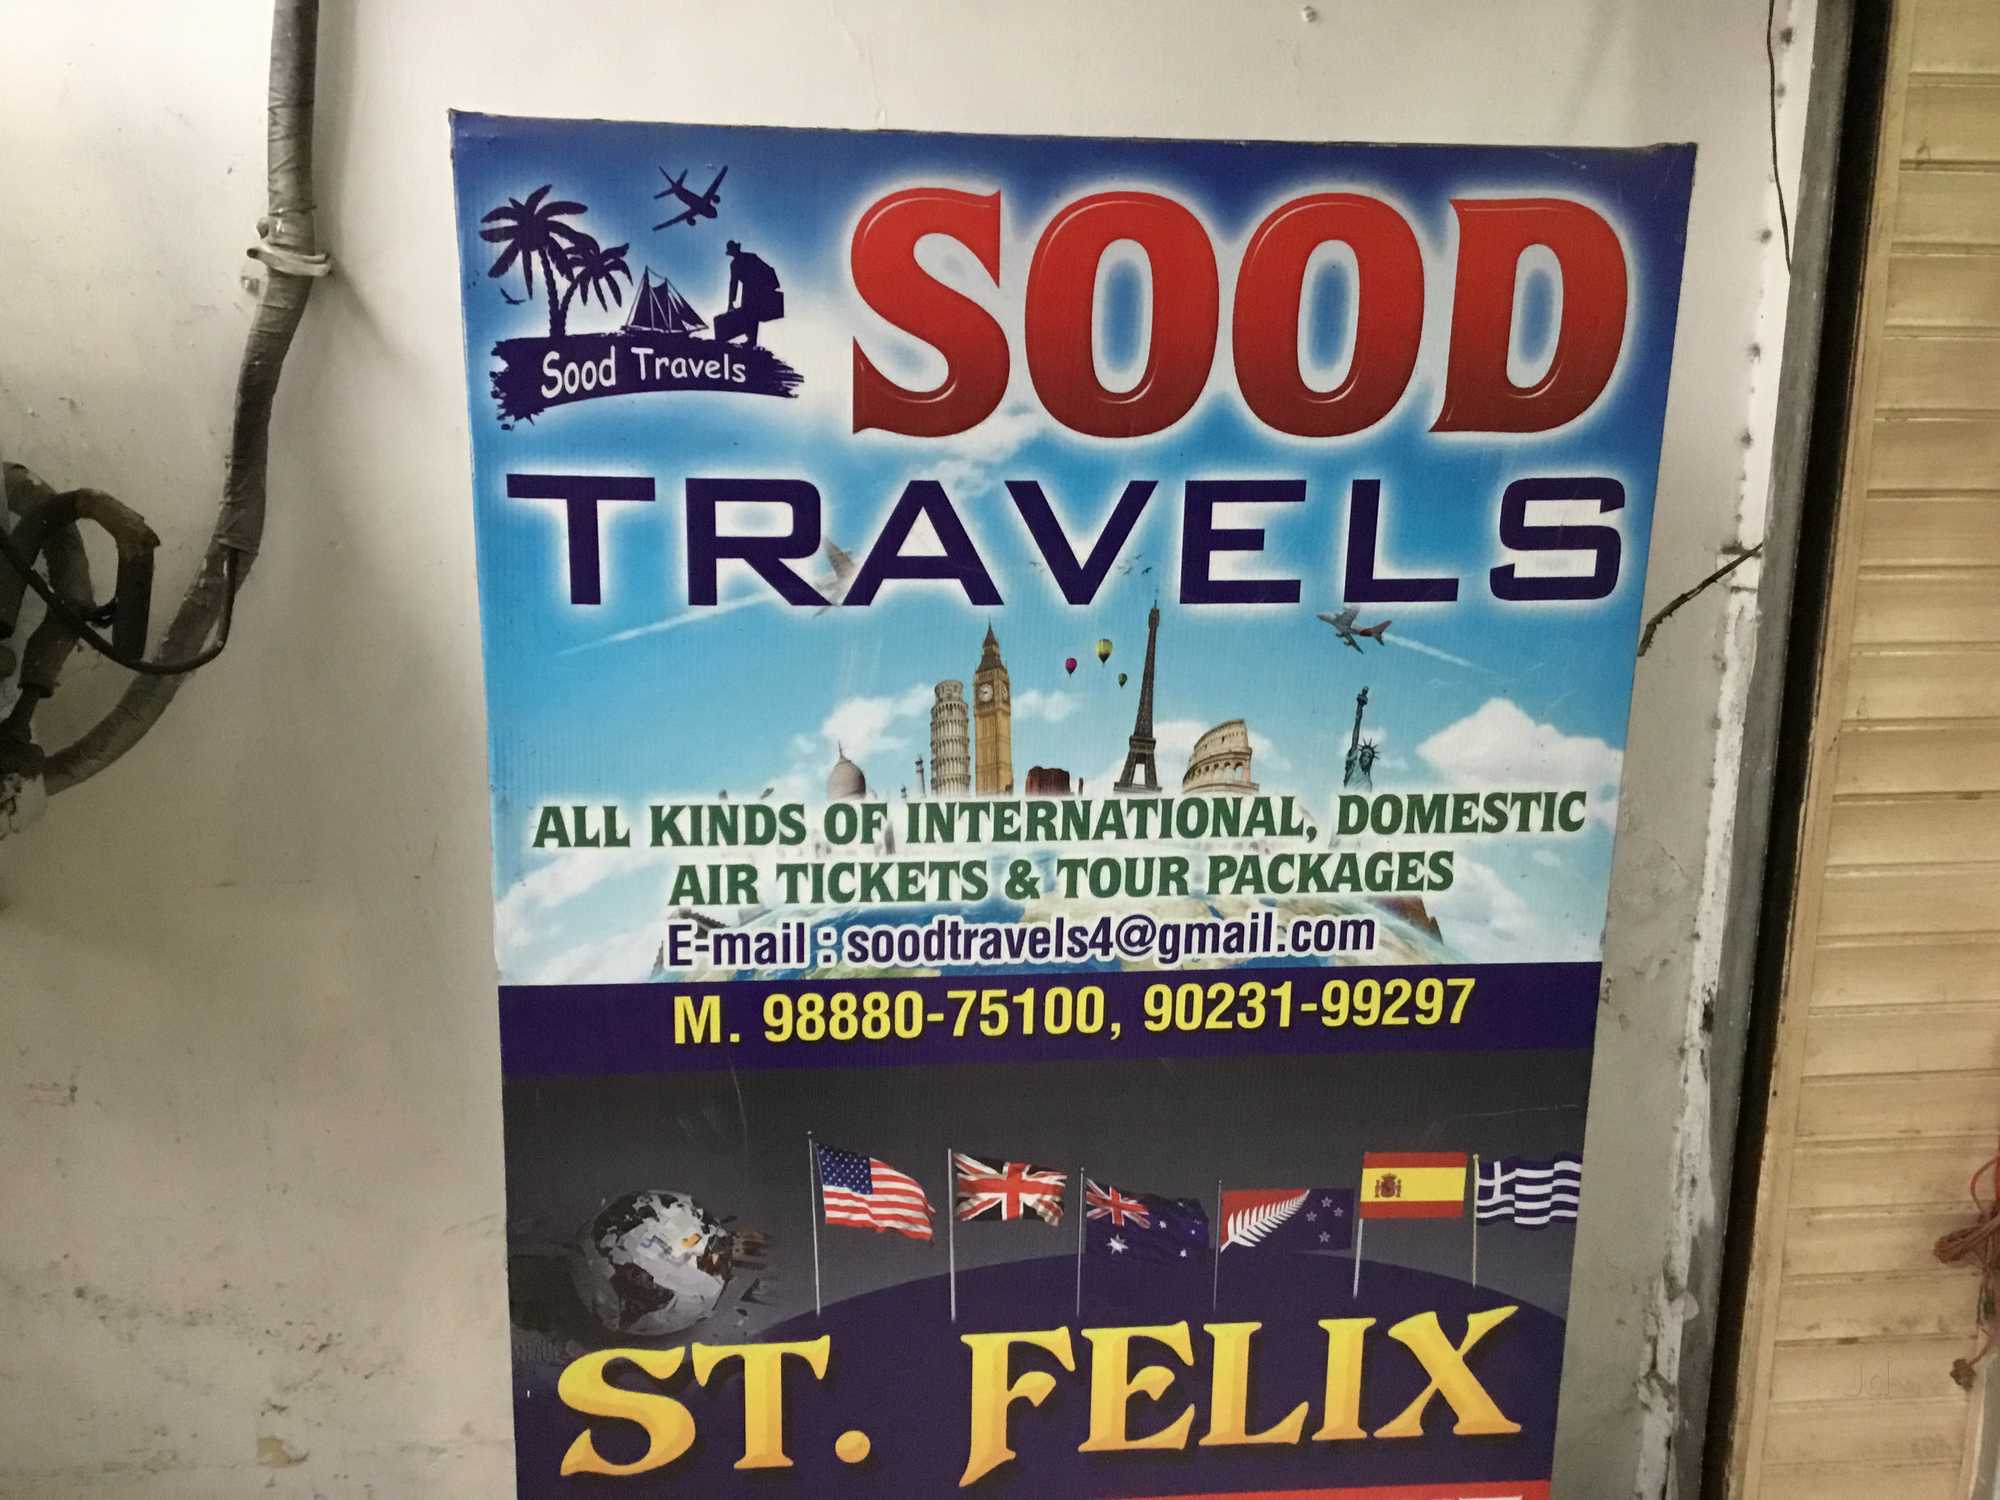 Sood Travels
SOOD
TRAVELS
ALL KINDS OF INTERNATIONAL, DOMESTIC
AIR TICKETS & TOUR PACKAGES
E-mail : soodtravels4@gmail.com
M. 98880-75100, 90231-99297
ST. FELIX